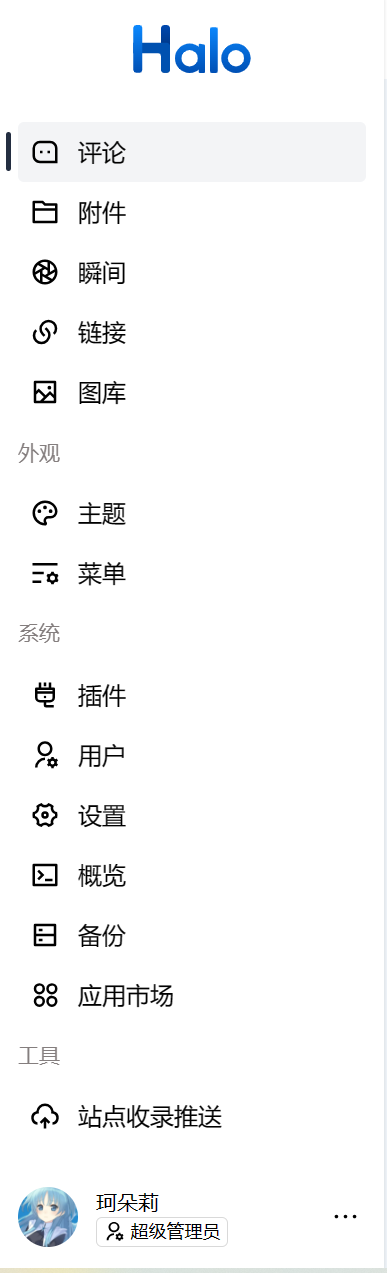 Halo
评论
附件
瞬间
链接
图库
外观
主题
菜单
系统
插件
用户
设置
概览
备份
应用市场
工具
站点收录推送
珂朵莉
超级管理员